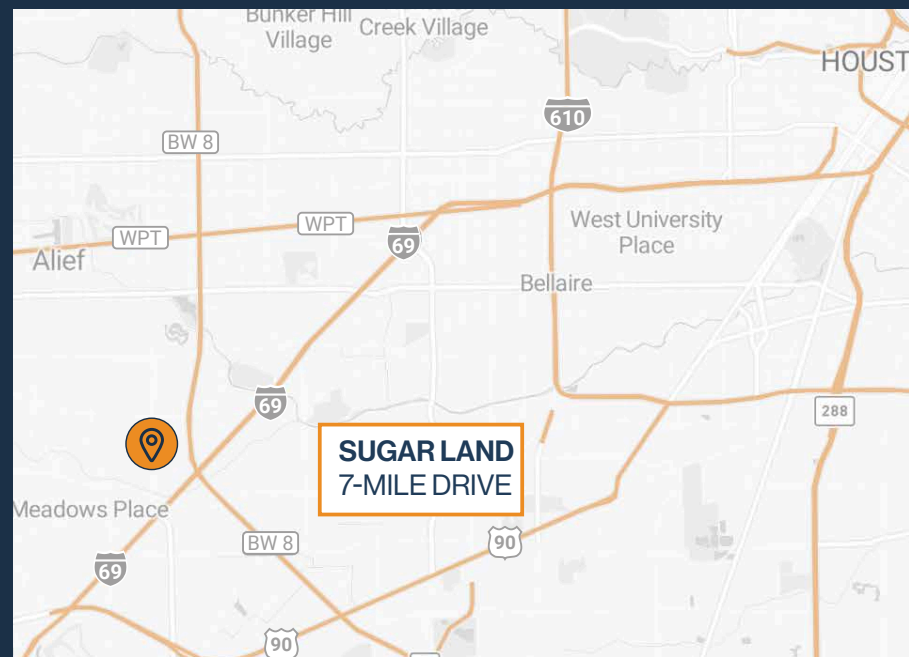 Bunker Hill
Village
Creek Village
HOUST
610
BW 8
West University
Place
WPT
WPT
69
Alief
Bellaire
69
288
SUGAR LAND
7-MILE DRIVE
Meadows Place
BW 8
90
69
90